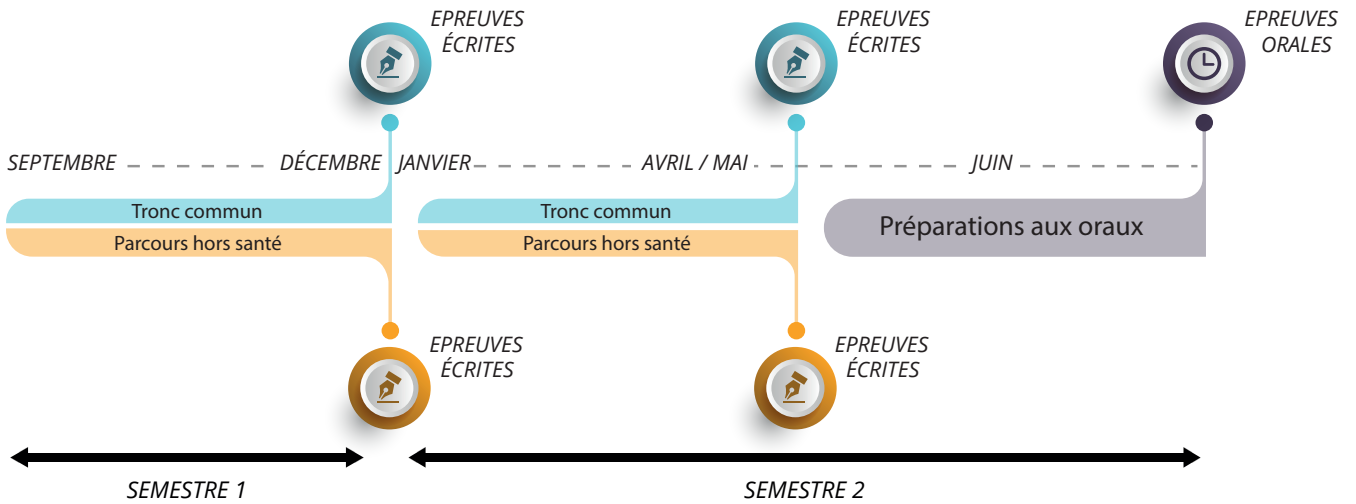 EPREUVES
ÉCRITES
EPREUVES
ÉCRITES
EPREUVES
ORALES
SEPTEMBRE
DÉCEMBRE
JANVIER
AVRIL / MAI
JUIN
Tronc commun
Parcours hors santé
Tronc commun
Parcours hors santé
Préparations aux oraux
EPREUVES
ÉCRITES
EPREUVES
ÉCRITES
SEMESTRE 1
SEMESTRE 2